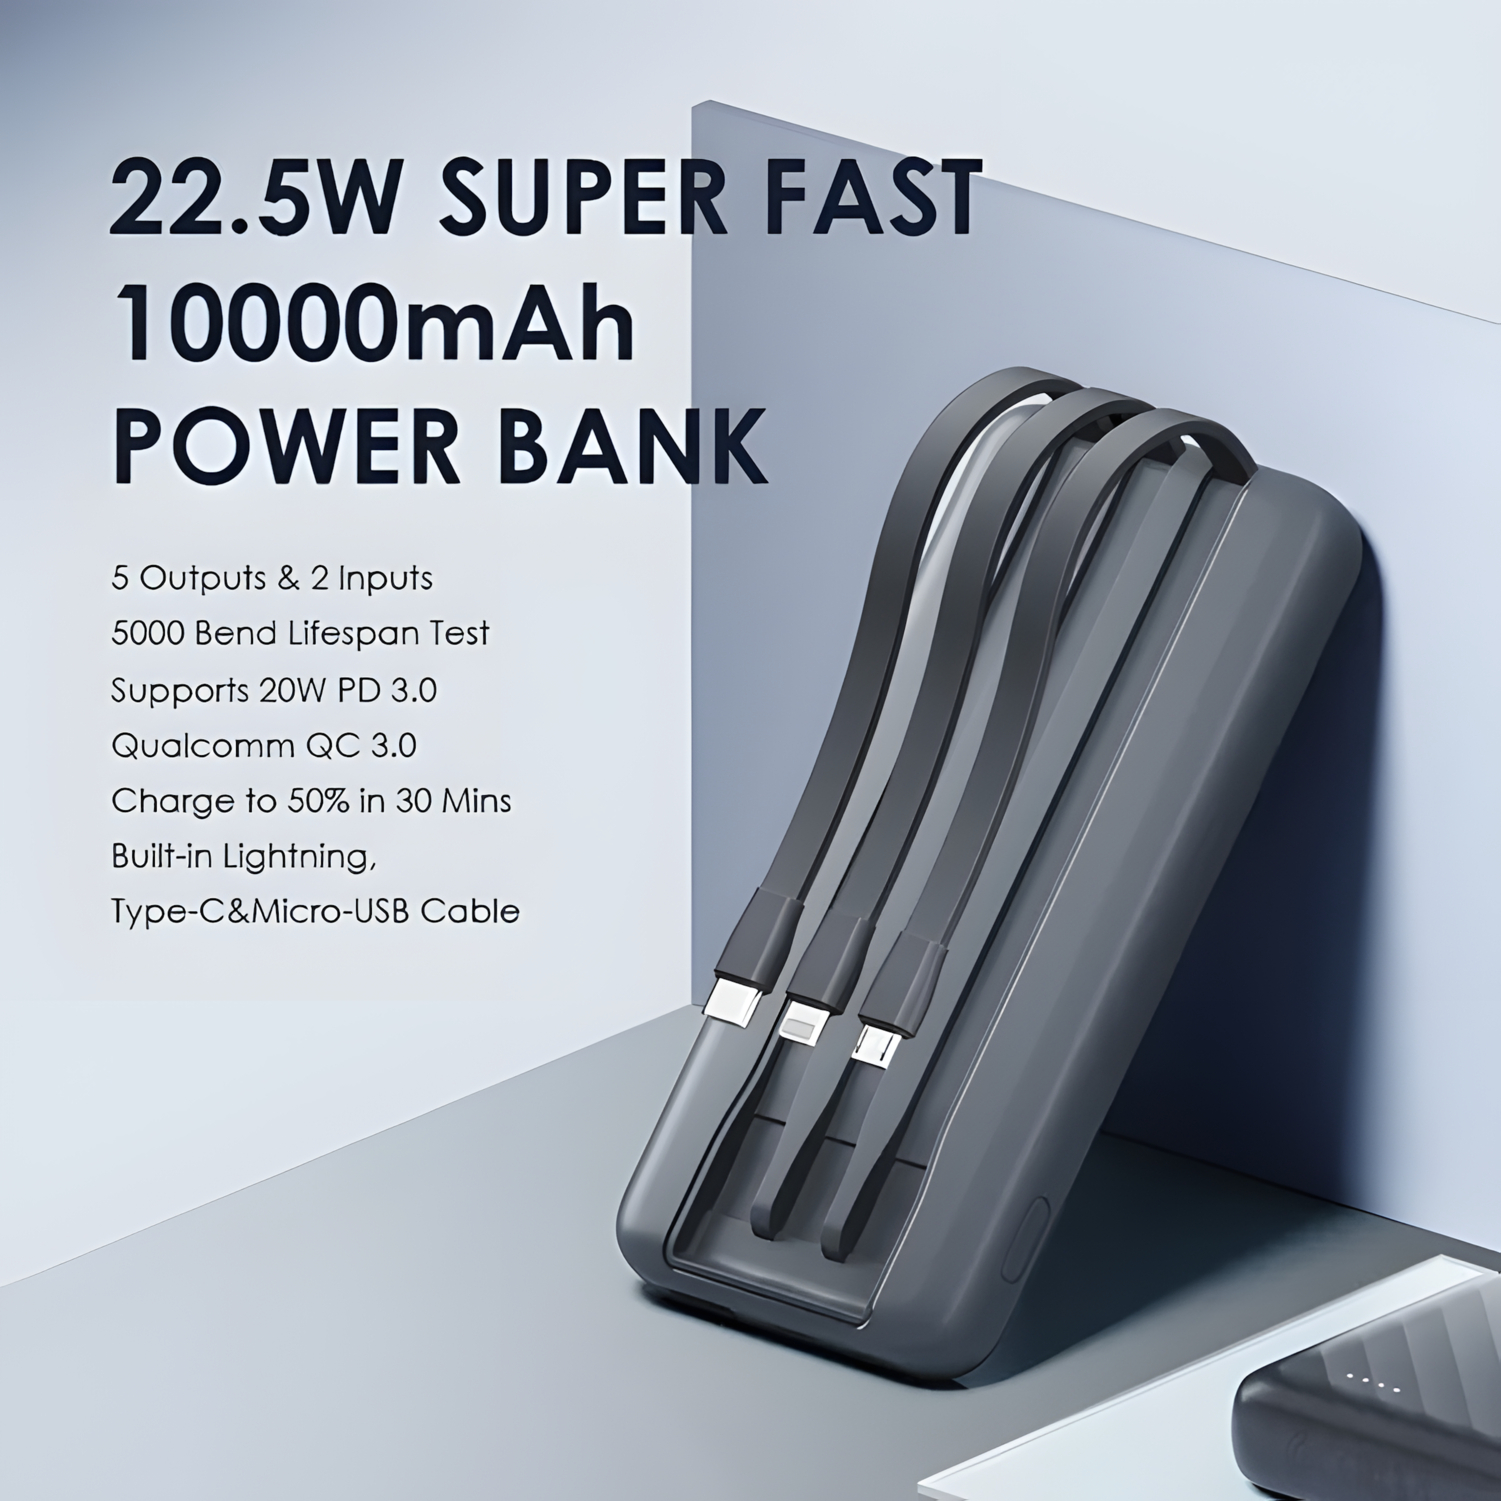 22.5W SUPER FAST
10000mAh
POWER BANK
5 Outputs & 2 Inputs
5000 Bend Lifespan Test
Supports 20W PD 3.0
Qualcomm QC 3.0
Charge to 50% in 30 Mins
Built-in Lightning,
Type-C&Micro-USB Cable